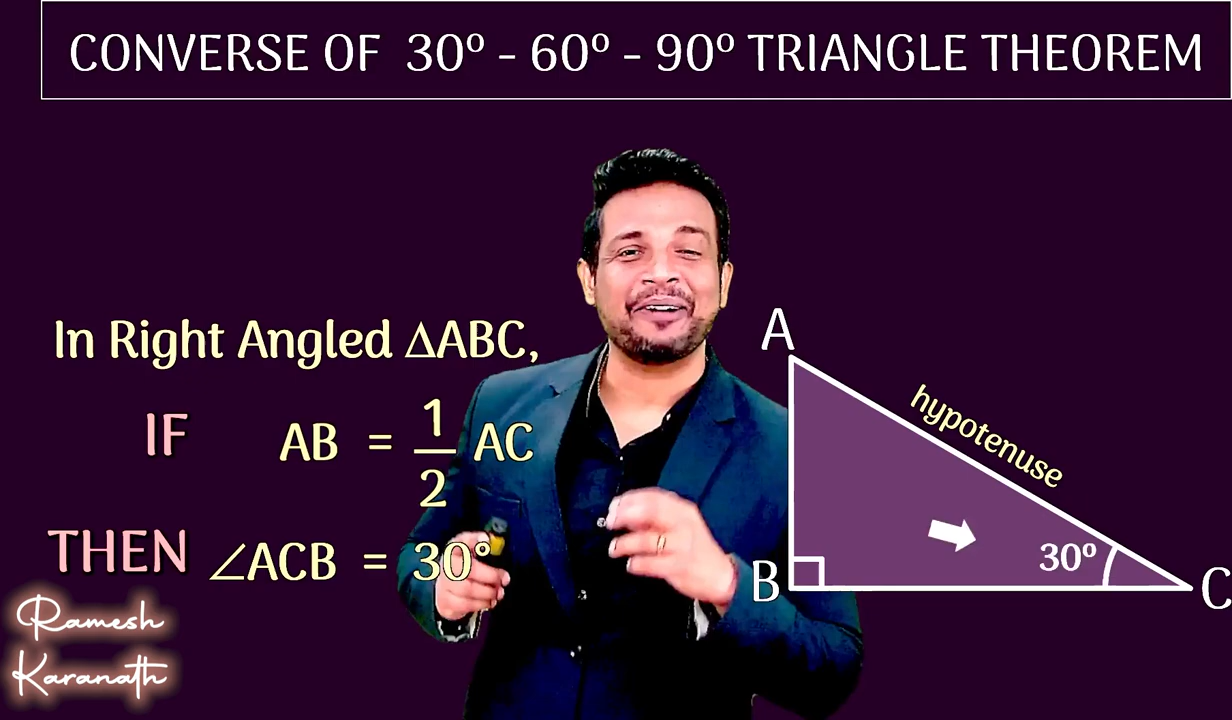 CONVERSE OF 30º - 60º - 90º TRIANGLE THEOREM
In Right Angled ΔABC,
IF AB = 1/2 AC
THEN ∠ACB = 30°
A
hypotenuse
30º
B
C
Ramesh
Karanath